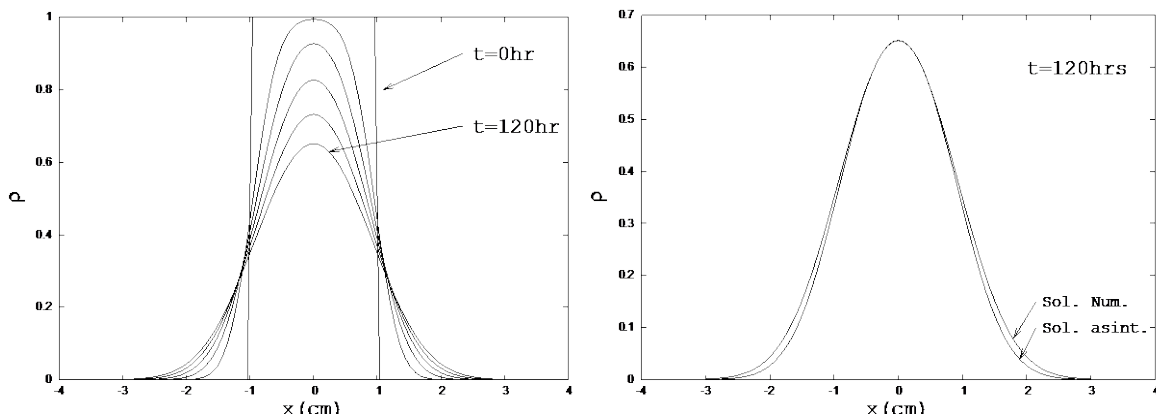 1
0.8
0.6
0.4
0.2
0
ρ
t=0hr
t=120hr
-4 -3 -2 -1 0 1 2 3 4
x(cm)
0.7
0.6
0.5
0.4
0.3
0.2
0.1
0
ρ
t=120hrs
Sol. Num.
Sol. asint.
-4 -3 -2 -1 0 1 2 3 4
x(cm)